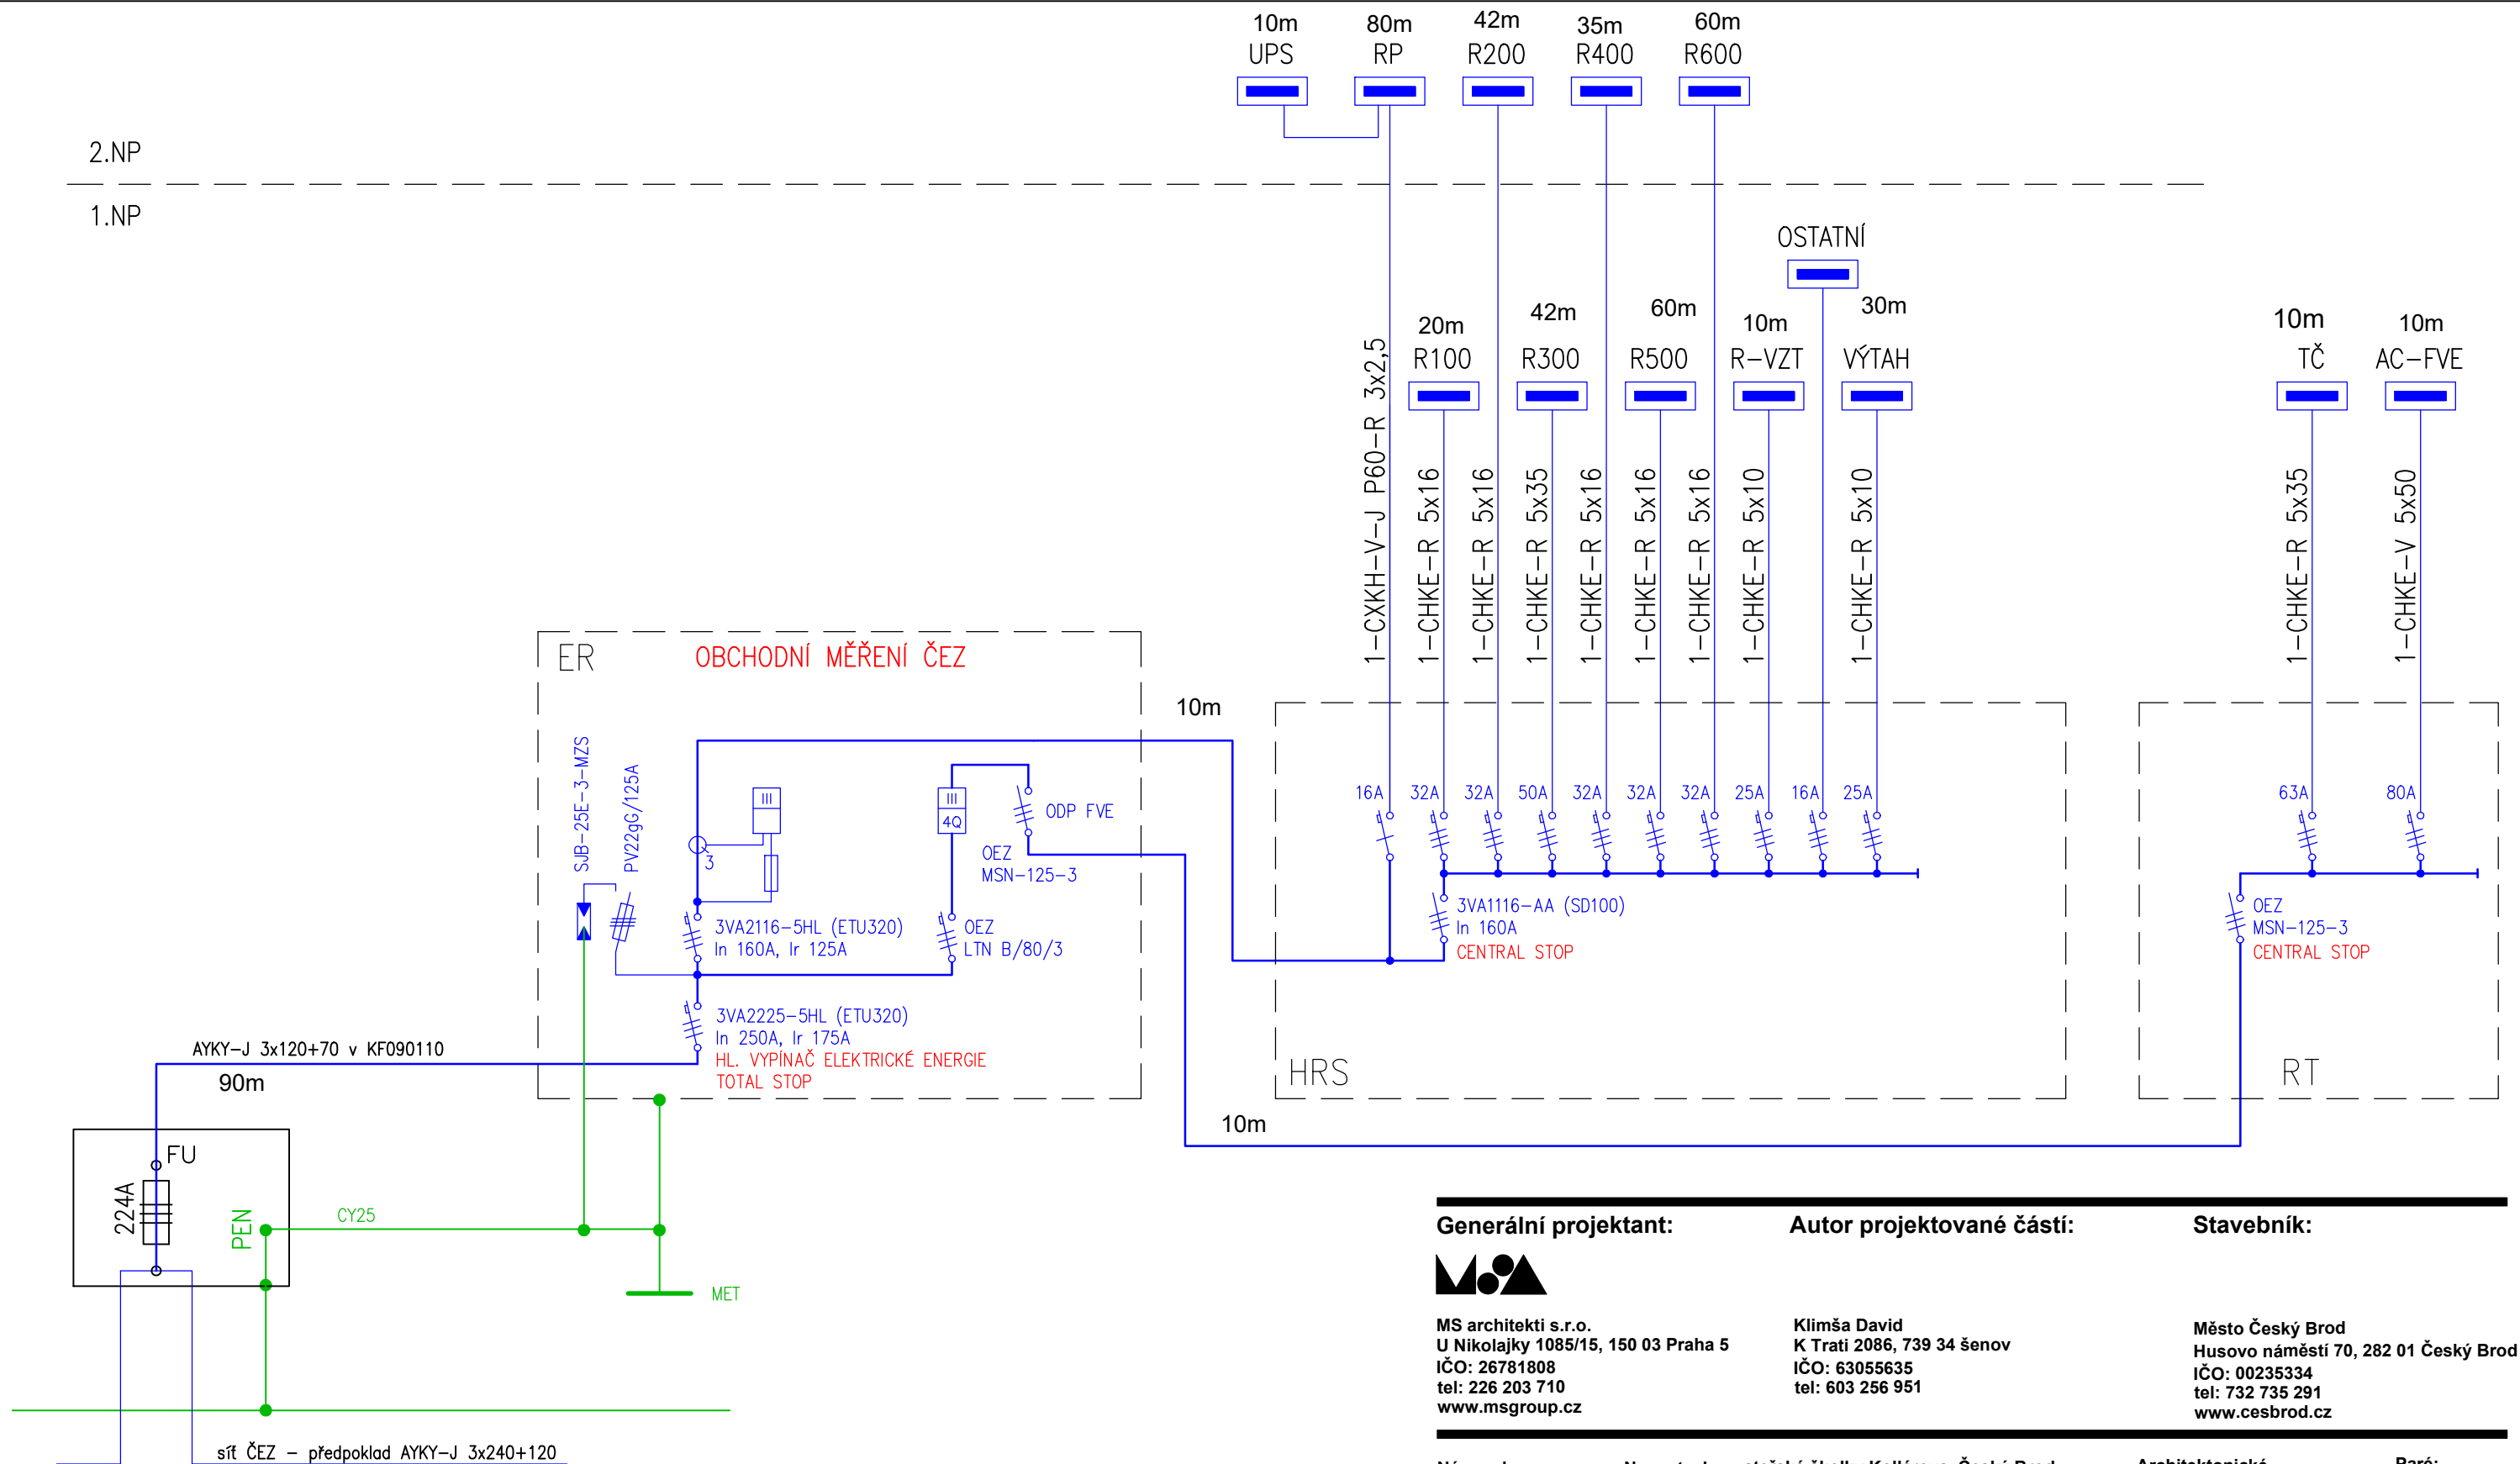 10m
80m
42m
35m
60m
UPS
RP
R200
R400
R600
2.NP
1.NP
OSTATNÍ
20m
42m
60m
10m
30m
10m
10m
R100
R300
R500
R-VZT
VÝTAH
TČ
AC-FVE
1-CXKH-V-J P60-R 3x2,5
1-CHKE-R 5x16
1-CHKE-R 5x16
1-CHKE-R 5x35
1-CHKE-R 5x16
1-CHKE-R 5x16
1-CHKE-R 5x16
1-CHKE-R 5x10
1-CHKE-R 5x10
1-CHKE-R 5x35
1-CHKE-V 5x50
ER
OBCHODNÍ MĚŘENÍ ČEZ
10m
SJB-25E-3-MZS
PV22gG/125A
III
3
III
4Q
ODP FVE
OEZ
MSN-125-3
16A
32A
32A
50A
32A
32A
32A
25A
16A
25A
63A
80A
3VA2116-5HL (ETU320)
In 160A, Ir 125A
OEZ
LTN B/80/3
3VA1116-AA (SD100)
In 160A
CENTRAL STOP
OEZ
MSN-125-3
CENTRAL STOP
3VA2225-5HL (ETU320)
In 250A, Ir 175A
HL. VYPÍNAČ ELEKTRICKÉ ENERGIE
TOTAL STOP
AYKY-J 3x120+70 v KF090110
90m
HRS
RT
10m
FU
224A
PEN
CY25
MET
síť ČEZ - předpoklad AYKY-J 3x240+120
Generální projektant:
Autor projektované částí:
Stavebník:
MSA
MS architekti s.r.o.
U Nikolajky 1085/15, 150 03 Praha 5
IČO: 26781808
tel: 226 203 710
www.msgroup.cz
Klimša David
K Trati 2086, 739 34 šenov
IČO: 63055635
tel: 603 256 951
Město Český Brod
Husovo náměstí 70, 282 01 Český Brod
IČO: 00235334
tel: 732 735 291
www.cesbrod.cz
Architektonické
Paré: